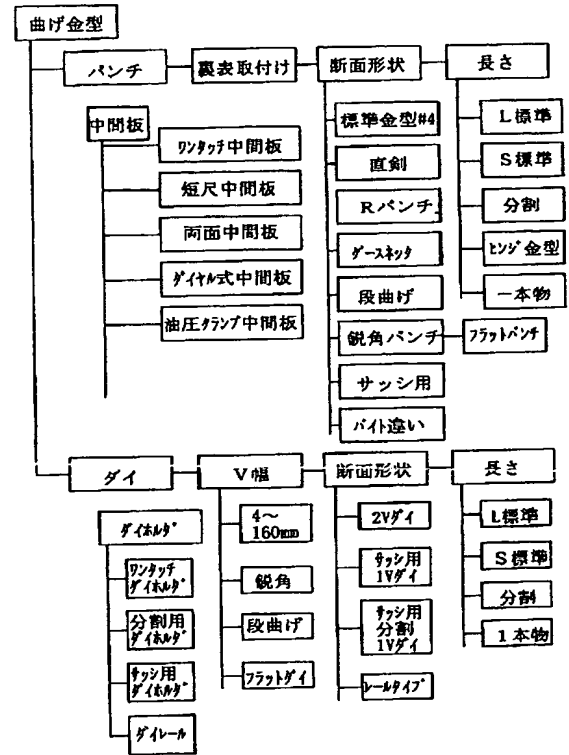 曲げ金型
パンチ
裏表取付け
断面形状
長さ
中間板
ワンタッチ中間板
短尺中間板
両面中間板
ダイヤル式中間板
油圧クランプ中間板
標準金型#4
直剣
Rパンチ
グースネック
段曲げ
鋭角パンチ
フラットパンチ
サッシ用
バイト違い
L標準
S標準
分割
ヒンジ金型
一本物
ダイ
V幅
断面形状
長さ
ダイホルダ
ワンタッチ
ダイホルダ
分割用
ダイホルダ
サッシ用
ダイホルダ
ダイレール
4～
160mm
鋭角
段曲げ
フラットダイ
2Vダイ
サッシ用
1Vダイ
サッシ用
分割
1Vダイ
レールタイプ
L標準
S標準
分割
1本物